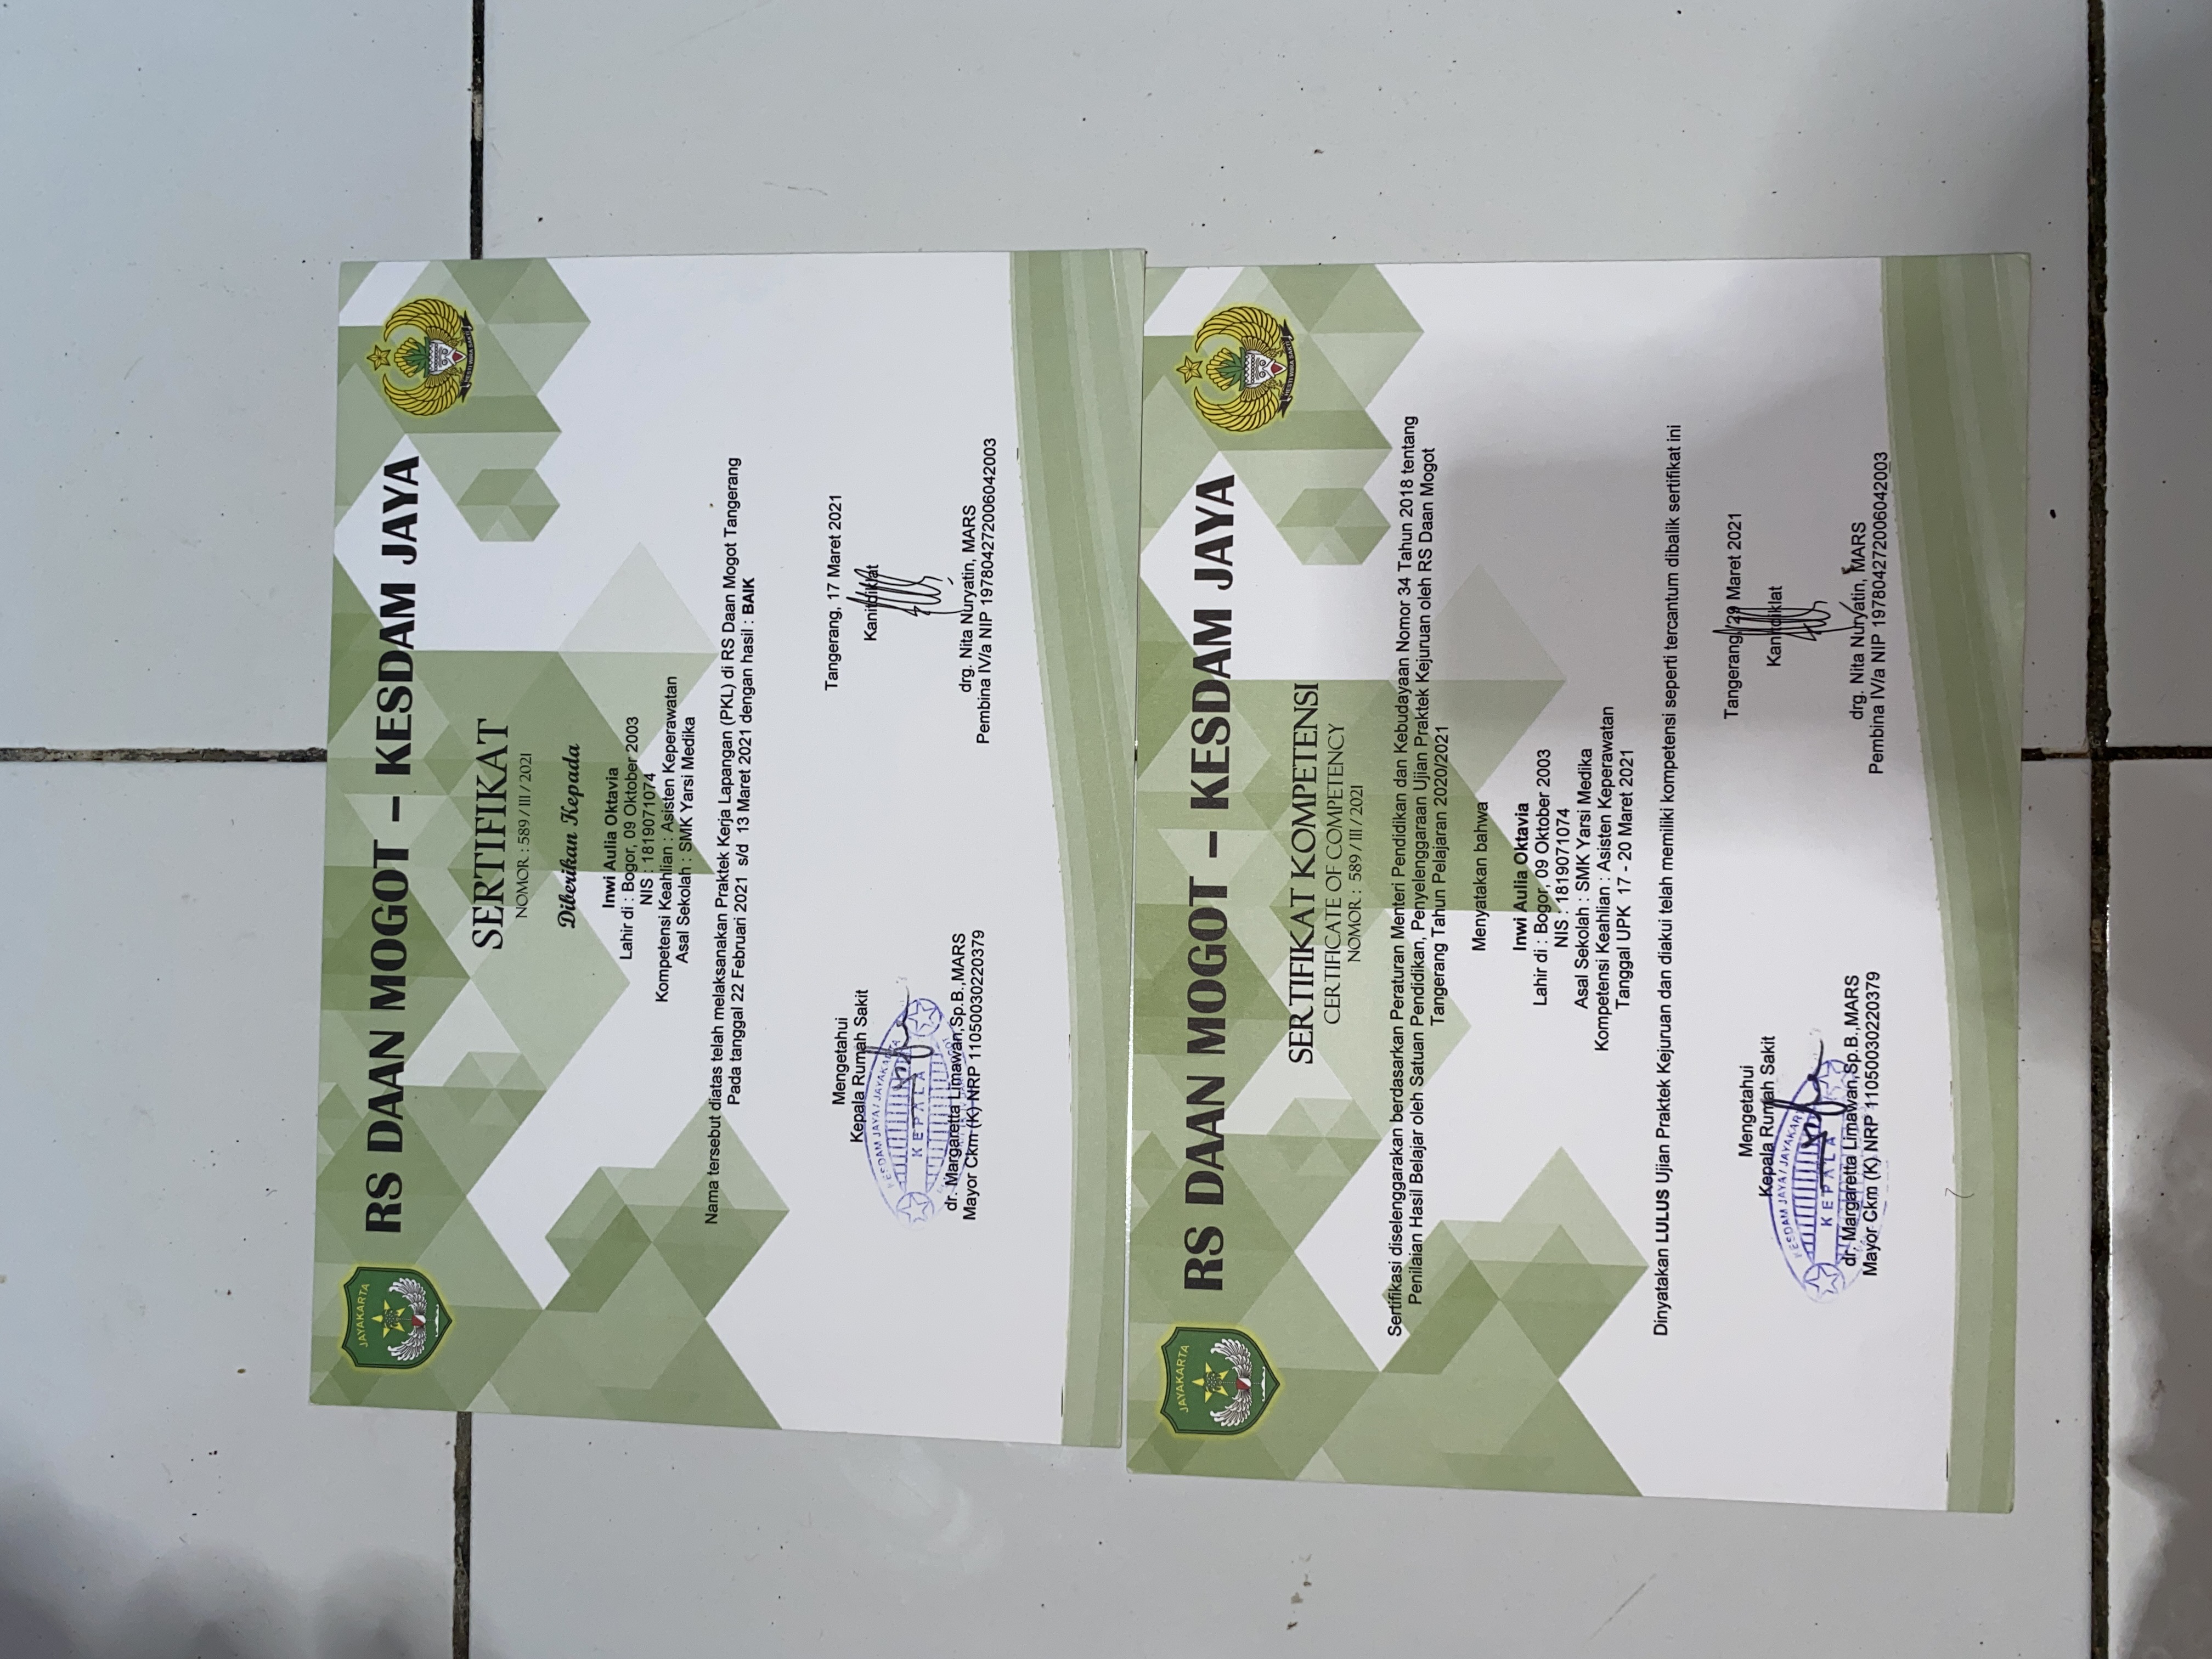 JAYAKARTA
RS DAAN MOGOT – KESDAM JAYA
HESTI WIRA SAKTI
SERTIFIKAT
NOMOR : 589 / III / 2021
Diberikan Kepada
Inwi Aulia Oktavia
Lahir di : Bogor, 09 Oktober 2003
NIS : 1819071074
Kompetensi Keahlian : Asisten Keperawatan
Asal Sekolah : SMK Yarsi Medika
Nama tersebut diatas telah melaksanakan Praktek Kerja Lapangan (PKL) di RS Daan Mogot Tangerang
Pada tanggal 22 Februari 2021 s/d 13 Maret 2021 dengan hasil : BAIK
Mengetahui
Kepala Rumah Sakit
KESDAM JAYA / JAYAKARTA
KEPALA
dr. Margaretta Limawan,Sp.B.,MARS
Mayor Ckm (K) NRP 11050030220379
Tangerang, 17 Maret 2021
Kanitdiklat
drg. Nita Nuryatin, MARS
Pembina IV/a NIP 197804272006042003
JAYAKARTA
RS DAAN MOGOT – KESDAM JAYA
HESTI WIRA SAKTI
SERTIFIKAT KOMPETENSI
CERTIFICATE OF COMPETENCY
NOMOR : 589 / III / 2021
Sertifikasi diselenggarakan berdasarkan Peraturan Menteri Pendidikan dan Kebudayaan Nomor 34 Tahun 2018 tentang
Penilaian Hasil Belajar oleh Satuan Pendidikan, Penyelenggaraan Ujian Praktek Kejuruan oleh RS Daan Mogot
Tangerang Tahun Pelajaran 2020/2021
Menyatakan bahwa
Inwi Aulia Oktavia
Lahir di : Bogor, 09 Oktober 2003
NIS : 1819071074
Asal Sekolah : SMK Yarsi Medika
Kompetensi Keahlian : Asisten Keperawatan
Tanggal UPK 17 - 20 Maret 2021
Dinyatakan LULUS Ujian Praktek Kejuruan dan diakui telah memiliki kompetensi seperti tercantum dibalik sertifikat ini
Mengetahui
Kepala Rumah Sakit
KESDAM JAYA / JAYAKAR
KEPALA
dr. Margaretta Limawan,Sp.B.,MARS
Mayor Ckm (K) NRP 11050030220379
Tangerang, 29 Maret 2021
Kanitdiklat
drg. Nita Nuryatin, MARS
Pembina IV/a NIP 197804272006042003